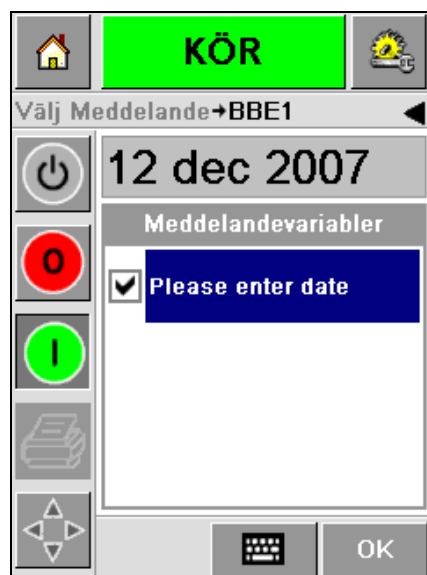 KÖR
Välj Meddelande→BBE1
12 dec 2007
Meddelandevariabler
O
Please enter date
I
OK